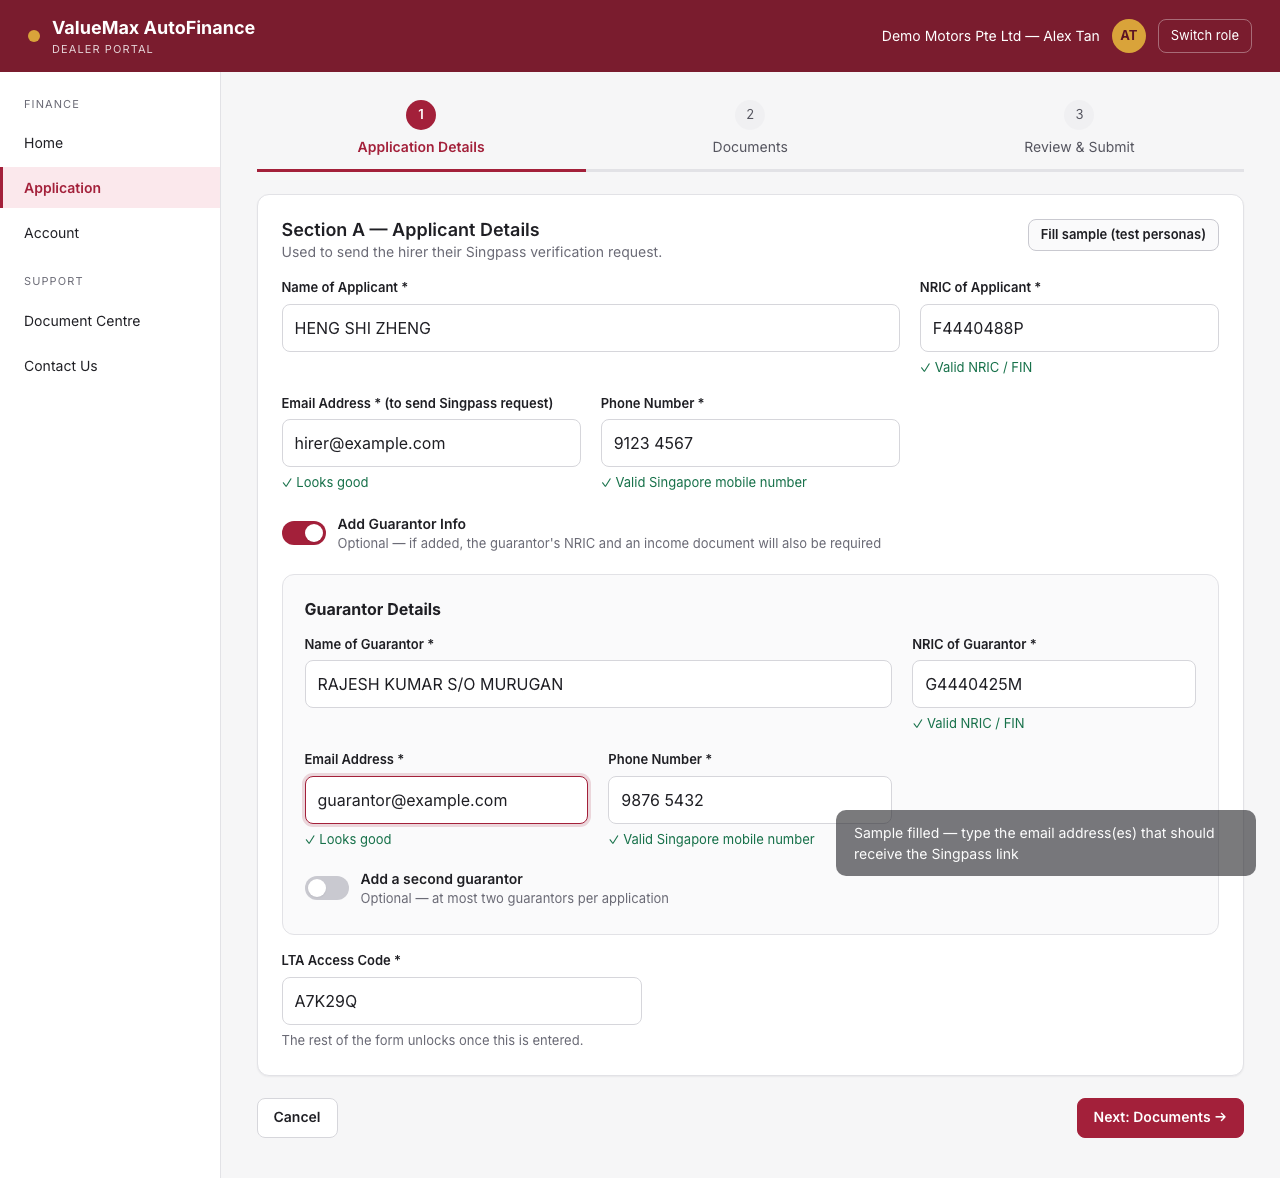 ValueMax AutoFinance
DEALER PORTAL
Demo Motors Pte Ltd — Alex Tan
AT
Switch role
FINANCE
Home
Application
Account
SUPPORT
Document Centre
Contact Us
1
Application Details
2
Documents
3
Review & Submit
Section A — Applicant Details
Used to send the hirer their Singpass verification request.
Fill sample (test personas)
Name of Applicant *
HENG SHI ZHENG
NRIC of Applicant *
F4440488P
✓ Valid NRIC / FIN
Email Address * (to send Singpass request)
hirer@example.com
✓ Looks good
Phone Number *
9123 4567
✓ Valid Singapore mobile number
Add Guarantor Info
Optional — if added, the guarantor's NRIC and an income document will also be required
Guarantor Details
Name of Guarantor *
RAJESH KUMAR S/O MURUGAN
NRIC of Guarantor *
G4440425M
✓ Valid NRIC / FIN
Email Address *
guarantor@example.com
✓ Looks good
Phone Number *
9876 5432
✓ Valid Singapore mobile number
Sample filled — type the email address(es) that should
receive the Singpass link
Add a second guarantor
Optional — at most two guarantors per application
LTA Access Code *
A7K29Q
The rest of the form unlocks once this is entered.
Cancel
Next: Documents →